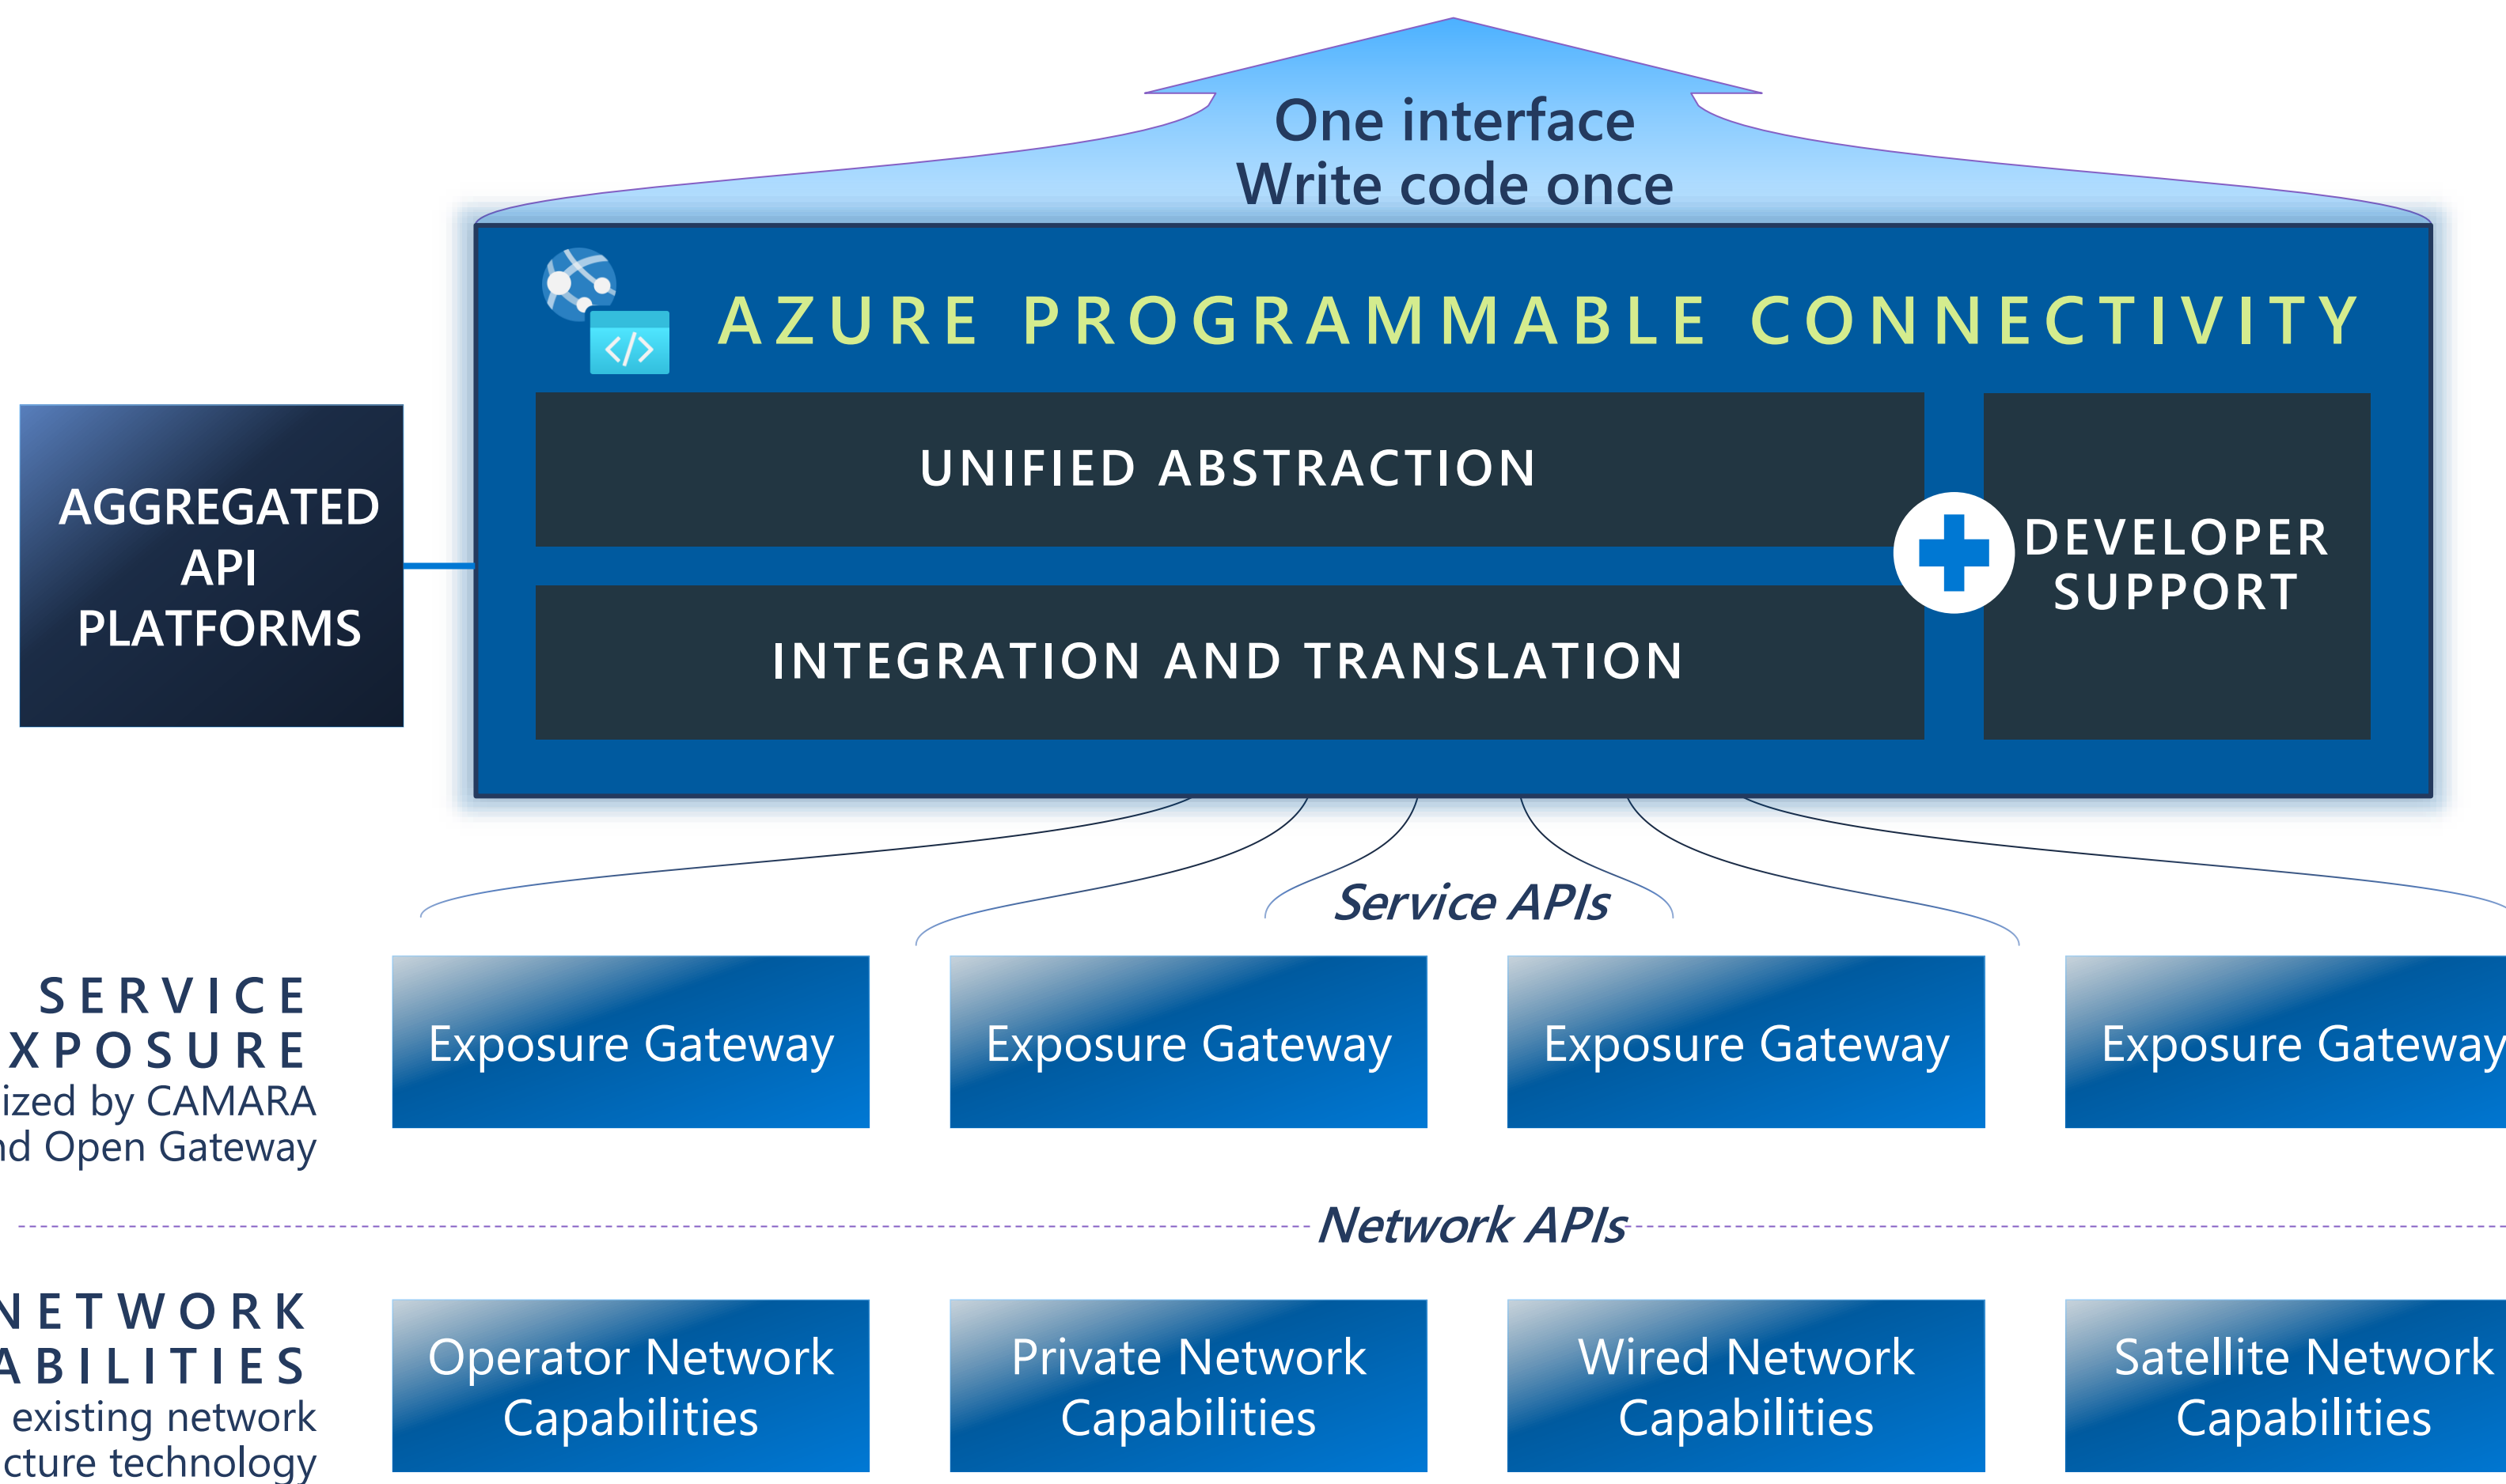 One interface
Write code once
AZURE PROGRAMMABLE CONNECTIVITY
</>
AGGREGATED
API
PLATFORMS
UNIFIED ABSTRACTION
INTEGRATION AND TRANSLATION
DEVELOPER
SUPPORT
Service APIs
SERVICE
XPOSURE
ized by CAMARA
nd Open Gateway
Exposure Gateway
Exposure Gateway
Exposure Gateway
Exposure Gateway
Network APIs
NETWORK
ABILITIES
existing network
cture technology
Operator Network
Capabilities
Private Network
Capabilities
Wired Network
Capabilities
Satellite Network
Capabilities